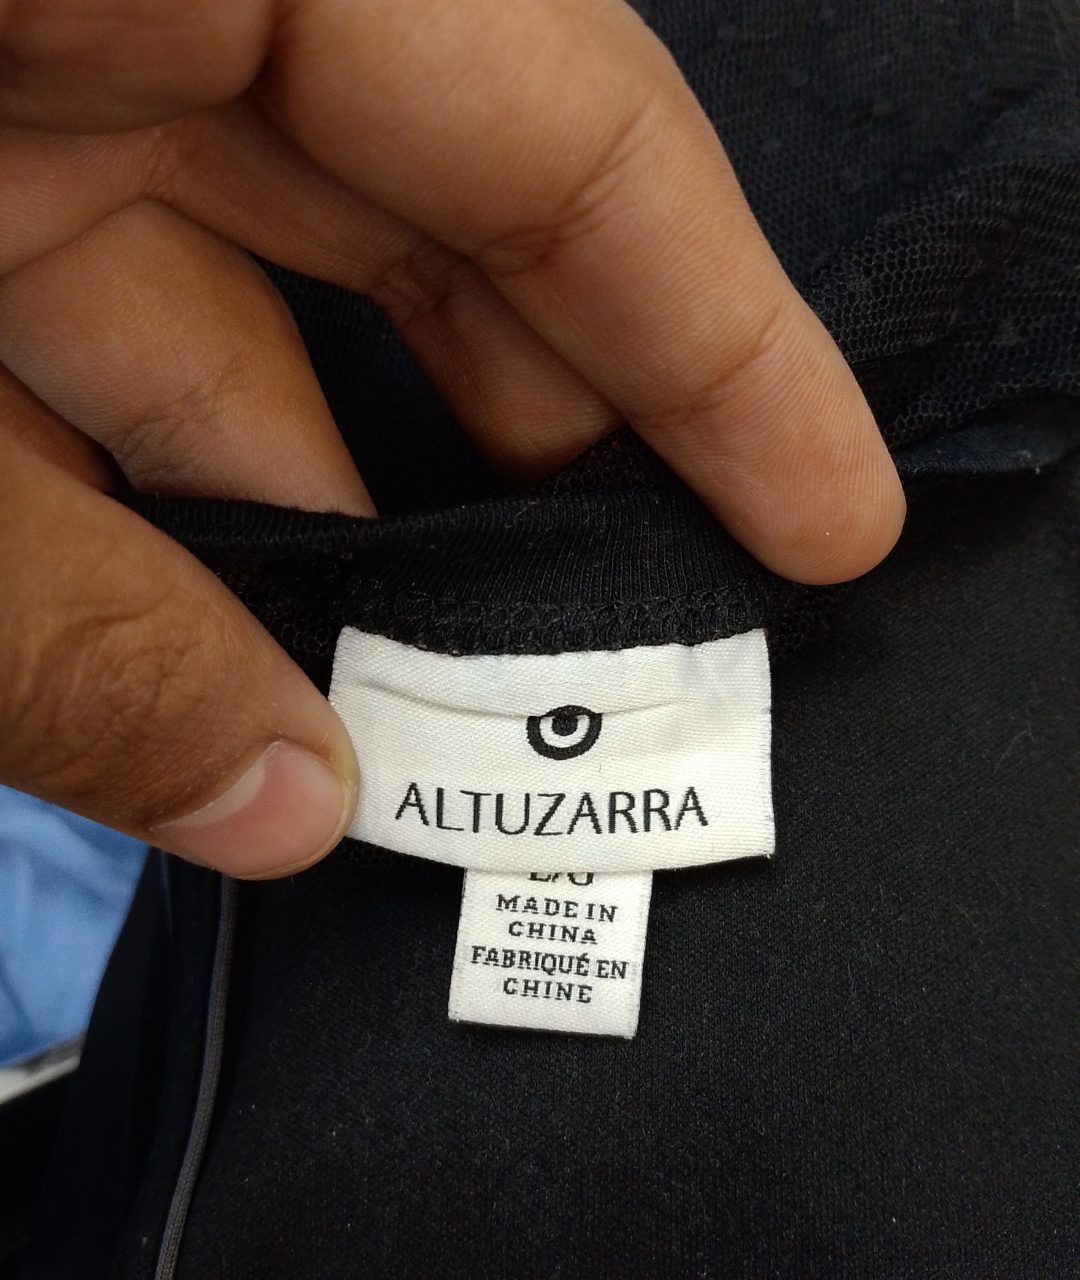 ALTUZARRA
L/G
MADE IN
CHINA
FABRIQUÉ EN
CHINE